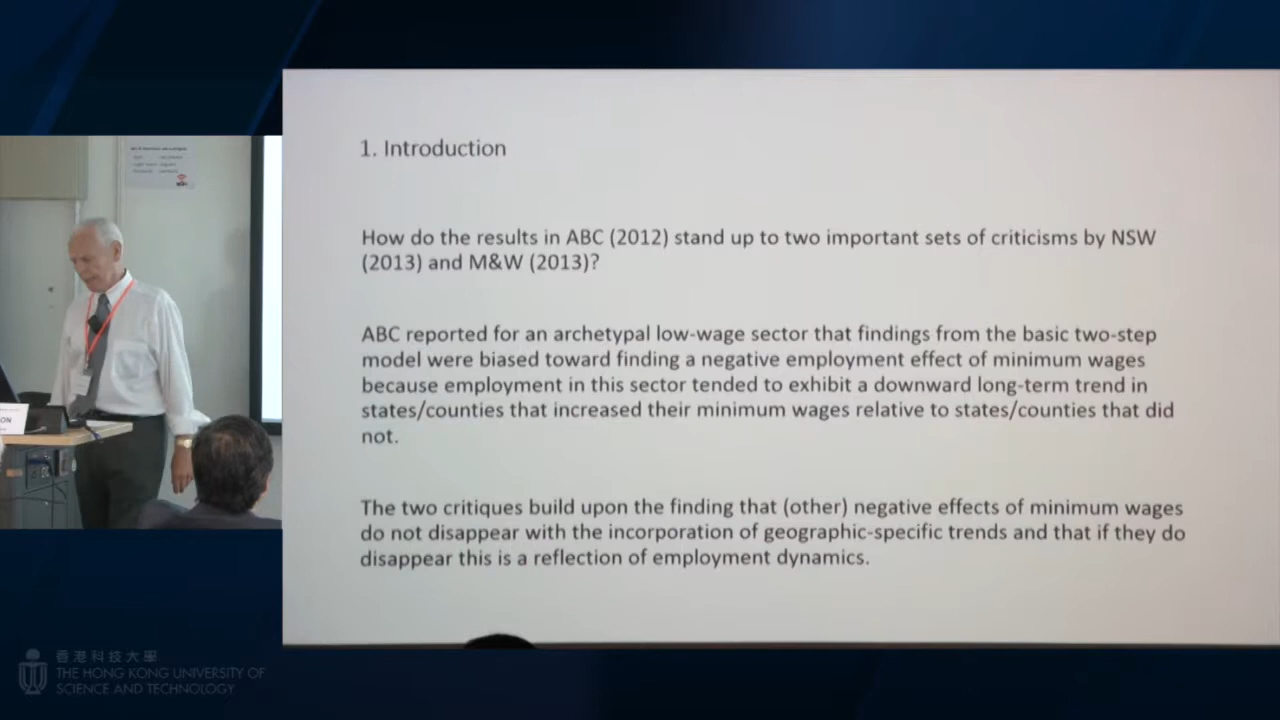 1. Introduction
How do the results in ABC (2012) stand up to two important sets of criticisms by NSW
(2013) and M&W (2013)?
ABC reported for an archetypal low-wage sector that findings from the basic two-step
model were biased toward finding a negative employment effect of minimum wages
because employment in this sector tended to exhibit a downward long-term trend in
states/counties that increased their minimum wages relative to states/counties that did
not.
The two critiques build upon the finding that (other) negative effects of minimum wages
do not disappear with the incorporation of geographic-specific trends and that if they do
disappear this is a reflection of employment dynamics.
ON
香港科技大學
THE HONG KONG UNIVERSITY OF
SCIENCE AND TECHNOLOGY